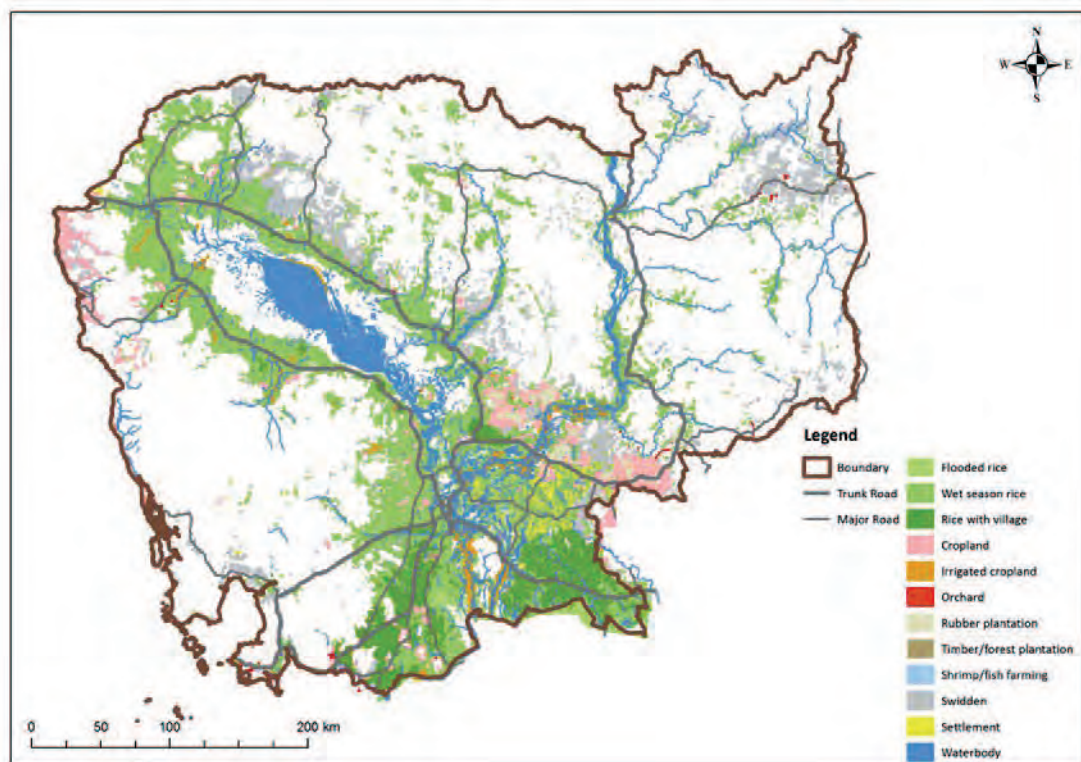 N
W E
S
Legend
Boundary
Trunk Road
Major Road
Flooded rice
Wet season rice
Rice with village
Cropland
Irrigated cropland
Orchard
Rubber plantation
Timber/forest plantation
Shrimp/fish farming
Swidden
Settlement
Waterbody
0 50 100 200 km